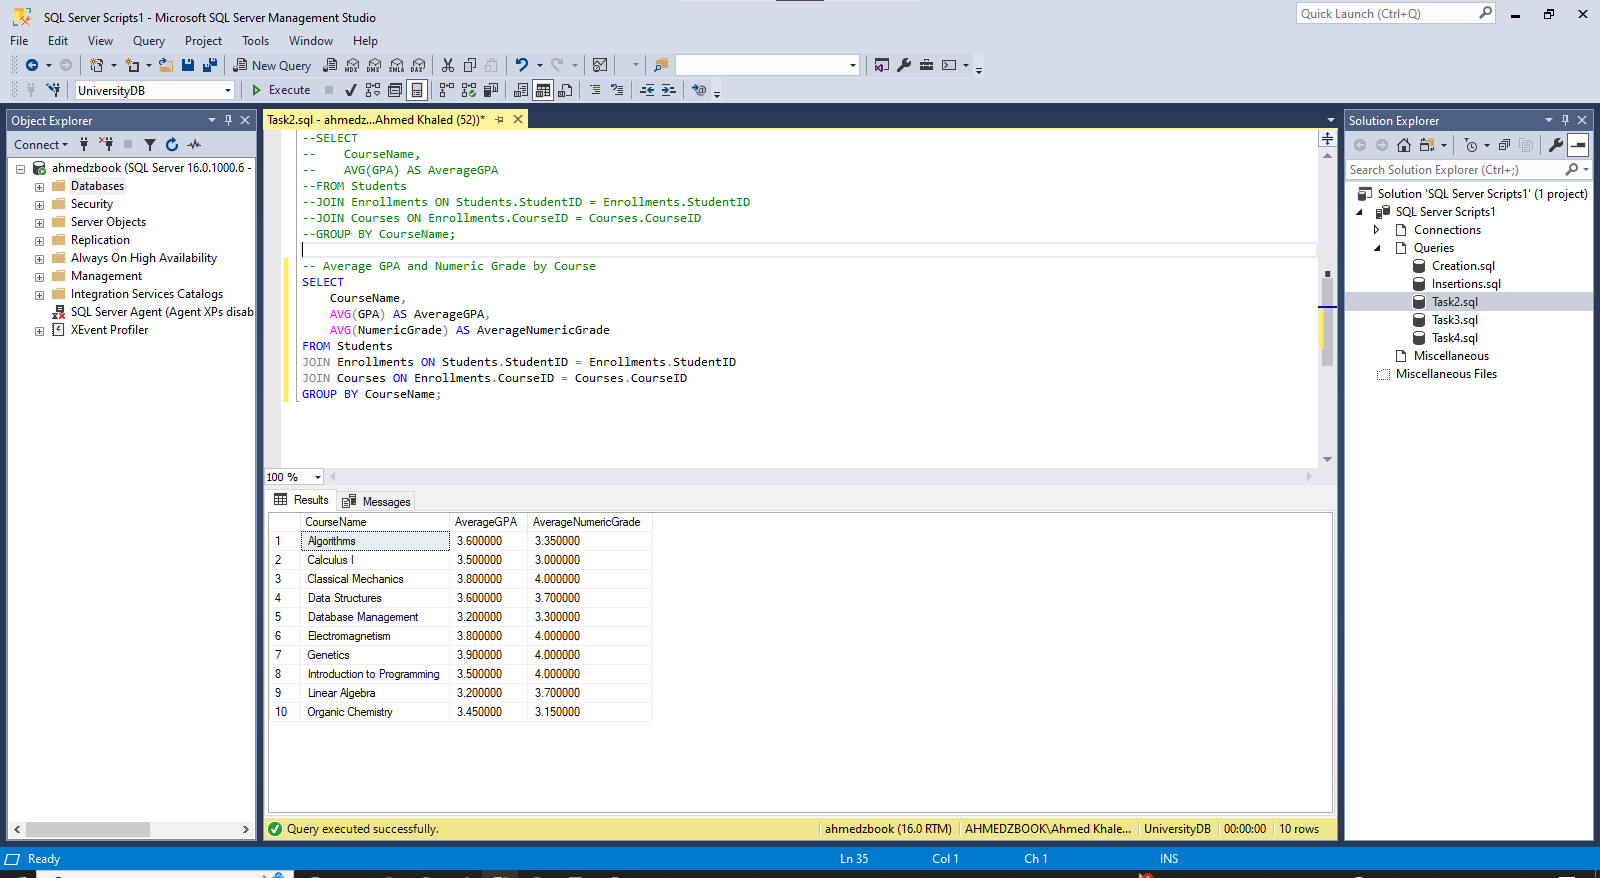 SQL Server Scripts1 - Microsoft SQL Server Management Studio
Quick Launch (Ctrl+Q)
File Edit View Query Project Tools Window Help
New Query MDX DMX XMLA DAX
UniversityDB Execute
Object Explorer
Connect
ahmedzbook (SQL Server 16.0.1000.6 -
Databases
Security
Server Objects
Replication
Always On High Availability
Management
Integration Services Catalogs
SQL Server Agent (Agent XPs disab
XEvent Profiler
Task2.sql - ahmedz...Ahmed Khaled (52))*
--SELECT
--    CourseName,
--    AVG(GPA) AS AverageGPA
--FROM Students
--JOIN Enrollments ON Students.StudentID = Enrollments.StudentID
--JOIN Courses ON Enrollments.CourseID = Courses.CourseID
--GROUP BY CourseName;
-- Average GPA and Numeric Grade by Course
SELECT
    CourseName,
    AVG(GPA) AS AverageGPA,
    AVG(NumericGrade) AS AverageNumericGrade
FROM Students
JOIN Enrollments ON Students.StudentID = Enrollments.StudentID
JOIN Courses ON Enrollments.CourseID = Courses.CourseID
GROUP BY CourseName;
100 %
Results Messages
CourseName AverageGPA AverageNumericGrade
1 Algorithms 3.600000 3.350000
2 Calculus I 3.500000 3.000000
3 Classical Mechanics 3.800000 4.000000
4 Data Structures 3.600000 3.700000
5 Database Management 3.200000 3.300000
6 Electromagnetism 3.800000 4.000000
7 Genetics 3.900000 4.000000
8 Introduction to Programming 3.500000 4.000000
9 Linear Algebra 3.200000 3.700000
10 Organic Chemistry 3.450000 3.150000
Query executed successfully. ahmedzbook (16.0 RTM) AHMEDZBOOK\Ahmed Khale... UniversityDB 00:00:00 10 rows
Solution Explorer
Search Solution Explorer (Ctrl+;)
Solution 'SQL Server Scripts1' (1 project)
SQL Server Scripts1
Connections
Queries
Creation.sql
Insertions.sql
Task2.sql
Task3.sql
Task4.sql
Miscellaneous
Miscellaneous Files
Ready Ln 35 Col 1 Ch 1 INS